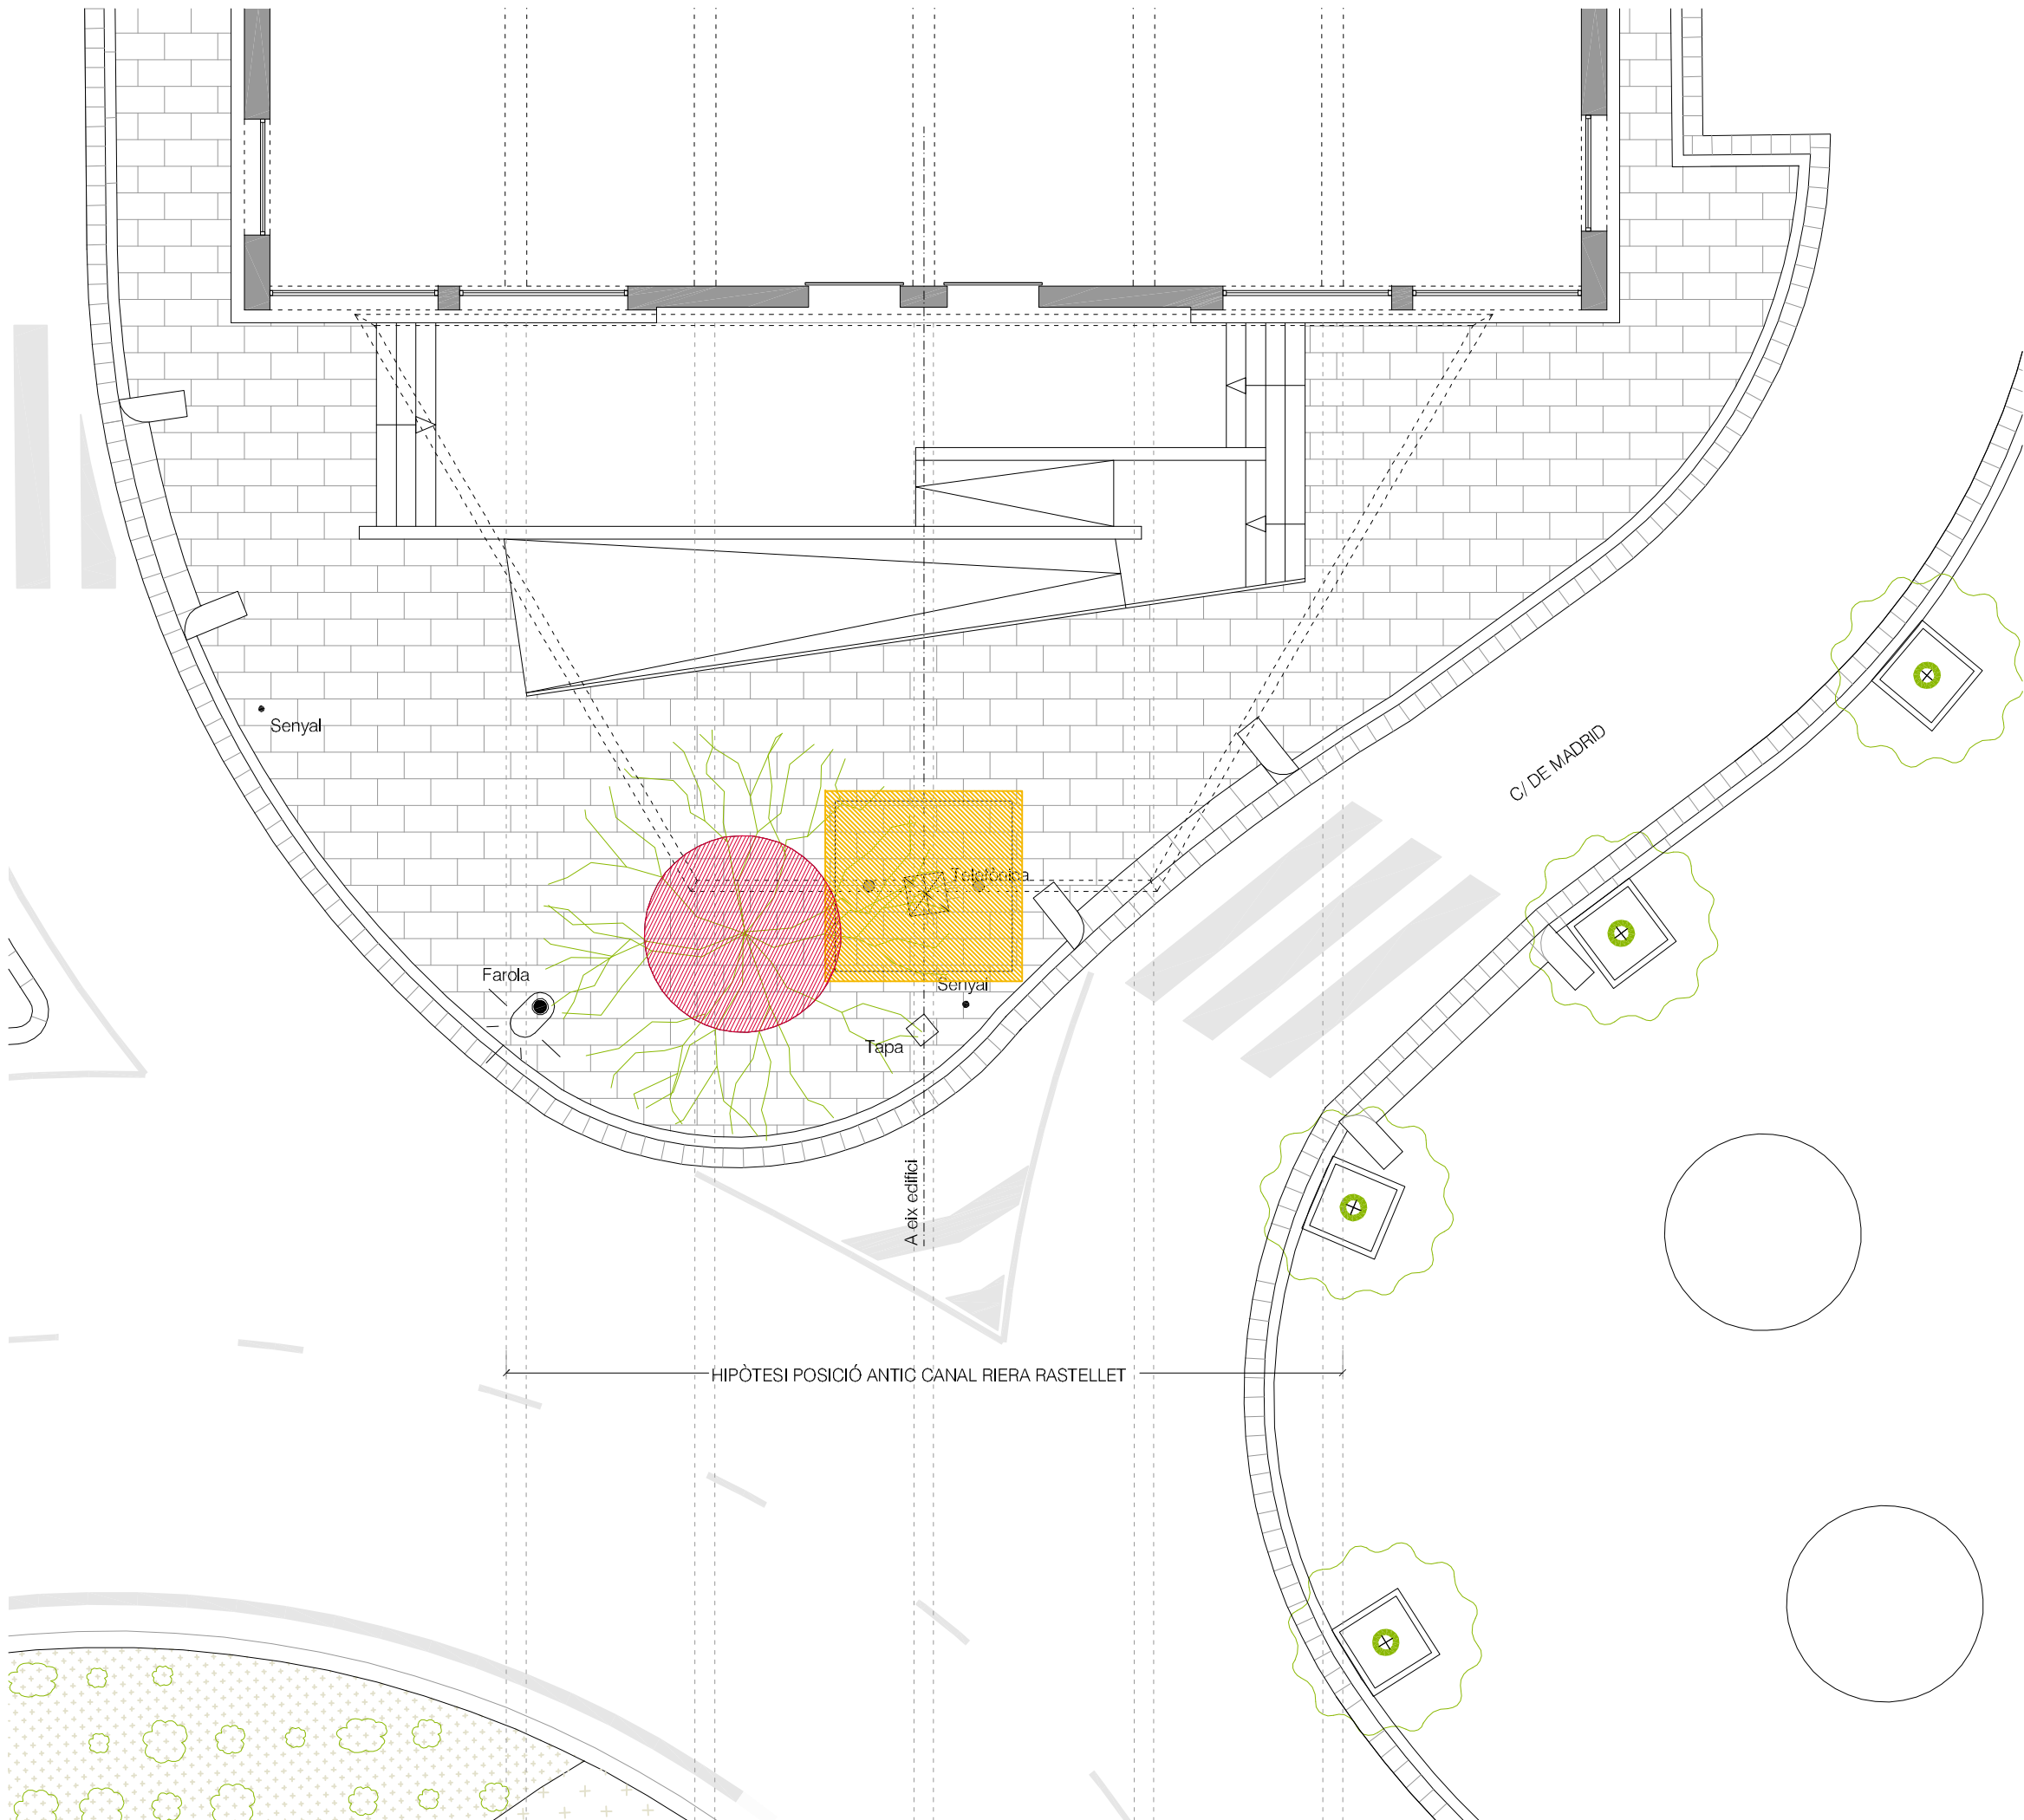 Senyal
C/ DE MADRID
Telefònica
Farola
Senyal
Tapa
A eix edifici
HIPÒTESI POSICIÓ ANTIC CANAL RIERA RASTELLET